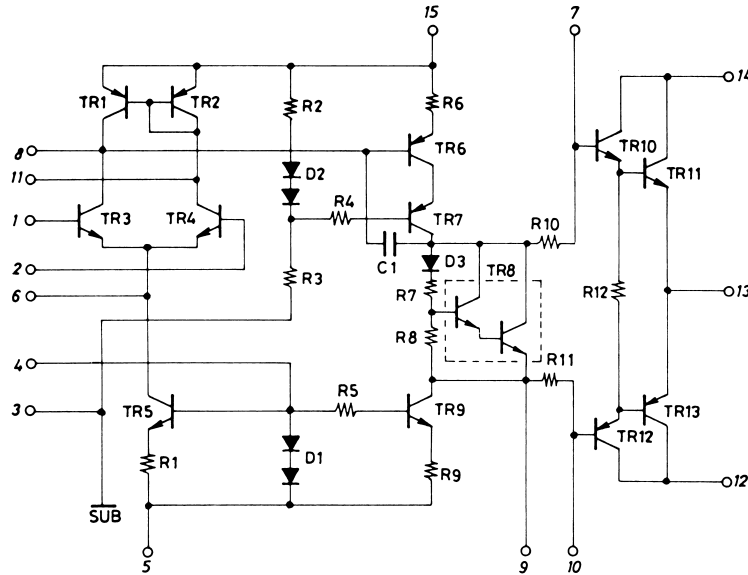 15
7
14
TR1
TR2
R2
R6
8
TR6
TR10
11
D2
TR11
1
TR3
TR4
R4
TR7
R10
2
C1
D3
TR8
6
R3
R7
R12
13
4
R8
R11
3
TR5
R5
TR9
TR13
TR12
R1
D1
R9
12
SUB
5
9
10